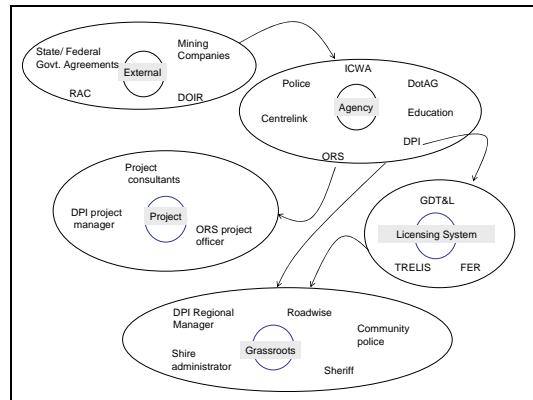 State/ Federal
Govt. Agreements
Mining
Companies
External
RAC
DOIR
ICWA
Police
DotAG
Agency
Centrelink
Education
DPI
ORS
Project
consultants
DPI project
manager
Project
ORS project
officer
GDT&L
Licensing System
TRELIS
FER
DPI Regional
Manager
Roadwise
Community
police
Grassroots
Shire
administrator
Sheriff